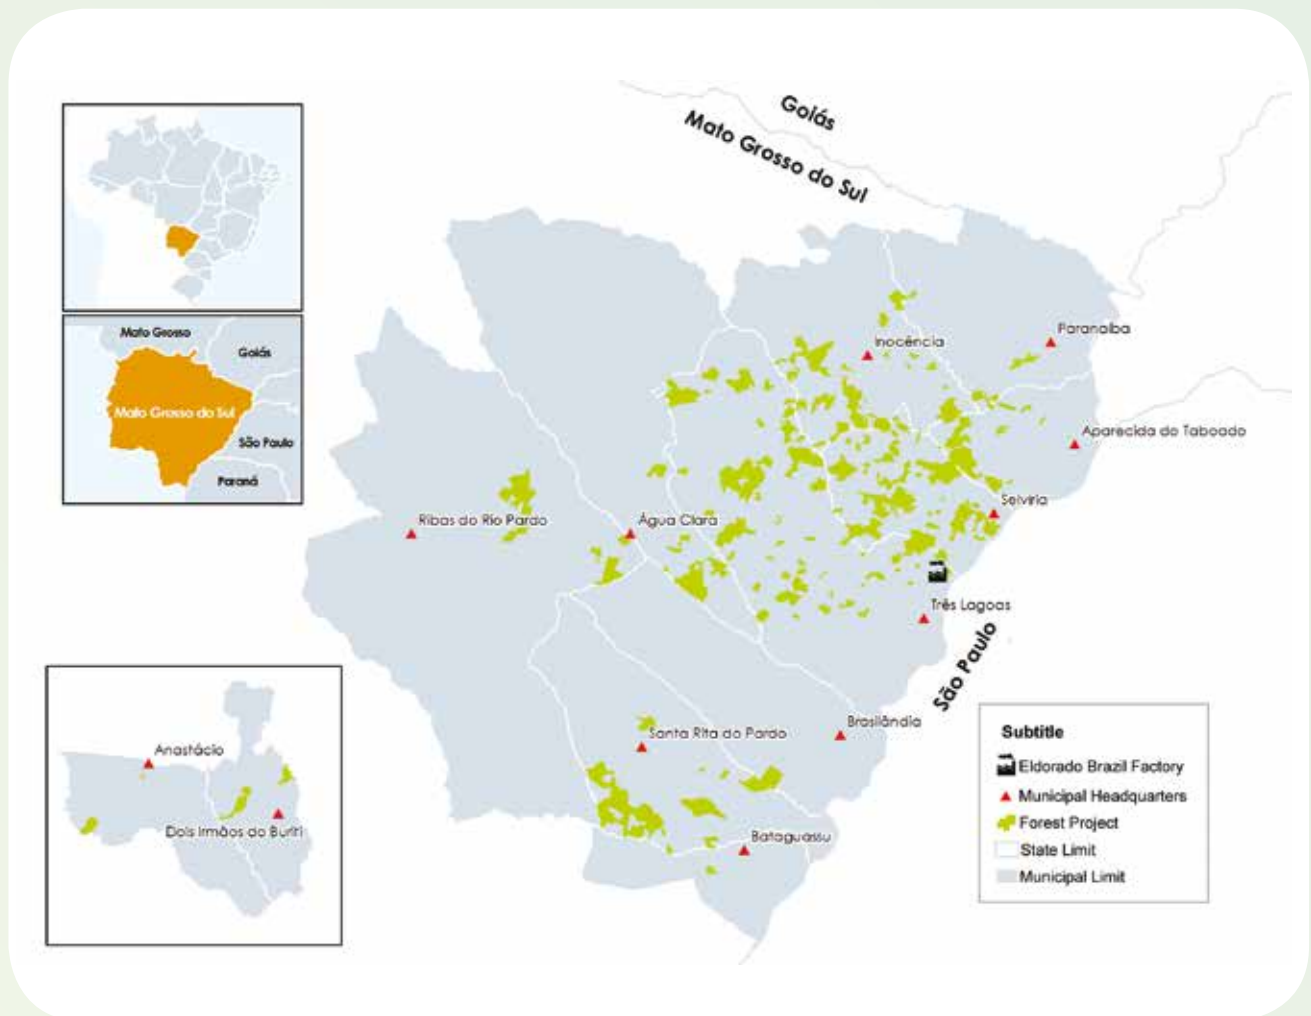 Goiás
Mato Grosso do Sul
Mato Grosso
Goiás
Mato Grosso do Sul
São Paulo
Paraná
Inocência
Paranaíba
Aparecida do Taboado
Selvíria
Ribas do Rio Pardo
Água Clara
Três Lagoas
São Paulo
Santa Rita do Pardo
Brasilândia
Bataguassu
Anastácio
Dois Irmãos do Buriti
Subtitle
Eldorado Brazil Factory
Municipal Headquarters
Forest Project
State Limit
Municipal Limit